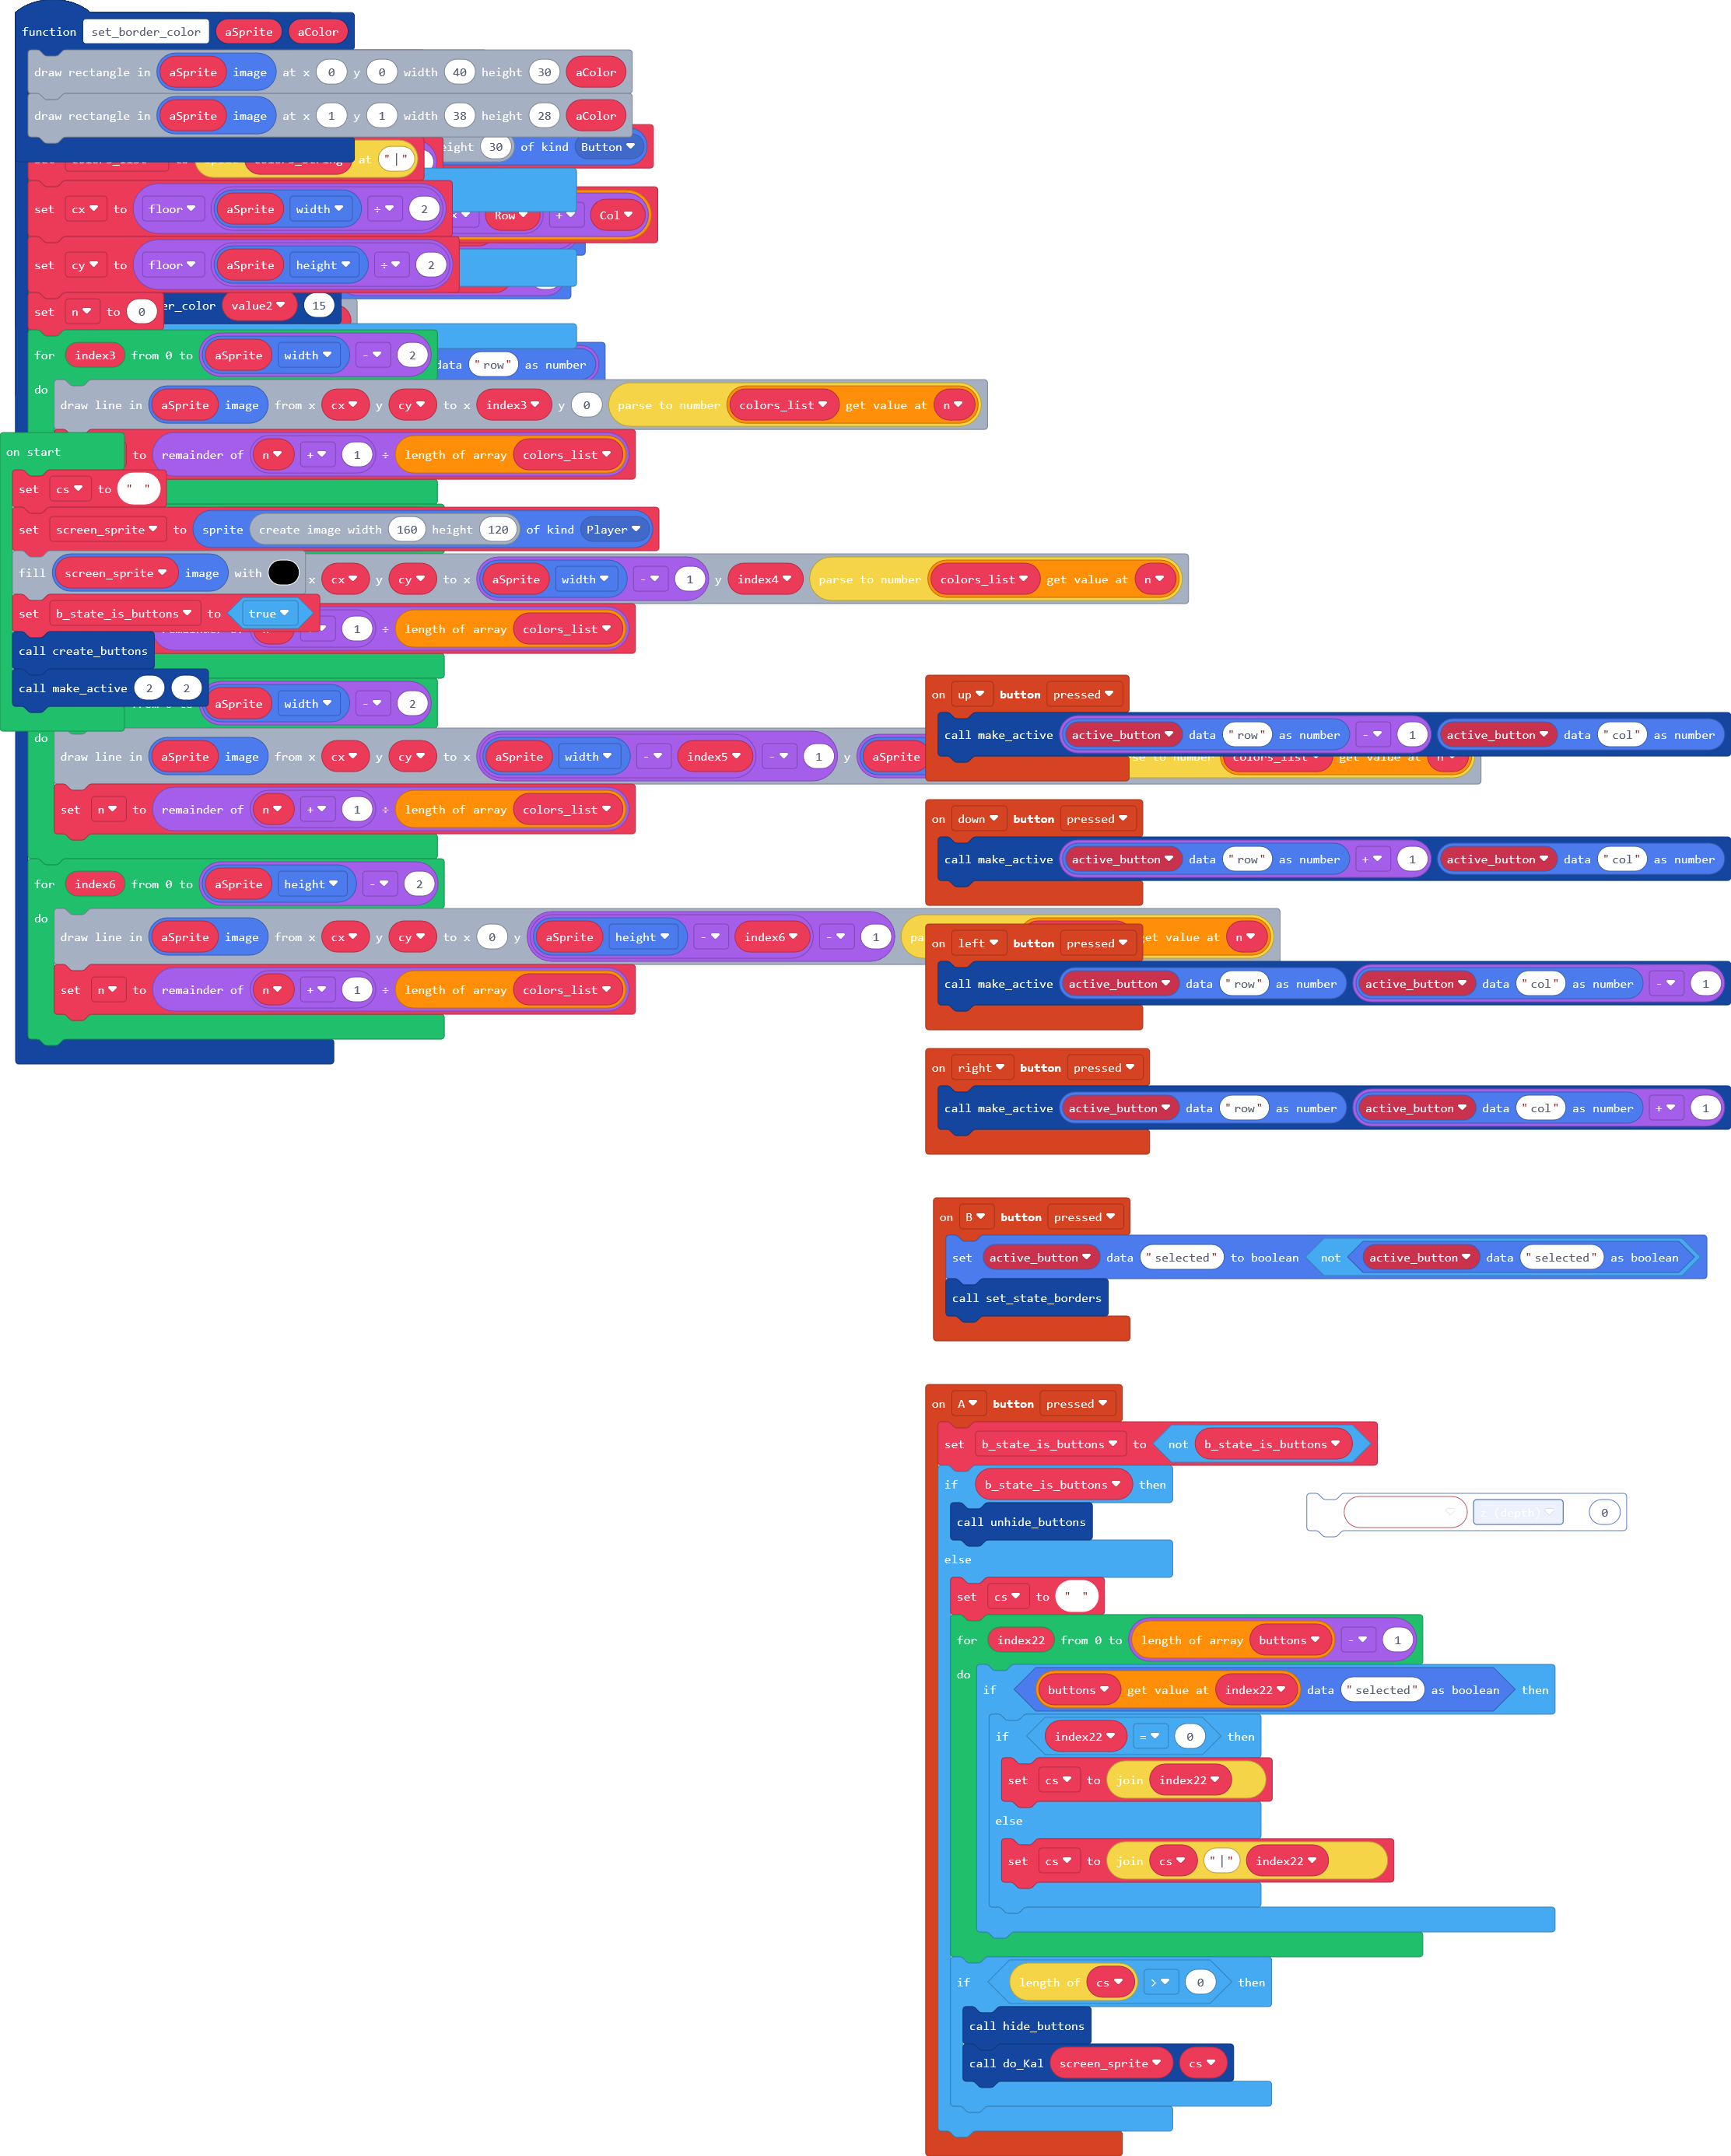 function set_border_color aSprite aColor
draw rectangle in aSprite image at x 0 y 0 width 40 height 30 aColor
draw rectangle in aSprite image at x 1 y 1 width 38 height 28 aColor
30 of kind Button
at "|"
set cx to floor aSprite width ÷ 2
Row + Col
set cy to floor aSprite height ÷ 2
set n to 0
value2 15
for index3 from 0 to aSprite width - 2
"row" as number
do
draw line in aSprite image from x cx y cy to x index3 y 0 parse to number colors_list get value at n
on start
to remainder of n + 1 ÷ length of array colors_list
set cs to " "
set screen_sprite to sprite create image width 160 height 120 of kind Player
fill screen_sprite image with
x cx y cy to x aSprite width - 1 y index4 parse to number colors_list get value at n
set b_state_is_buttons to true
1 ÷ length of array colors_list
call create_buttons
call make_active 2 2
aSprite width - 2
do
draw line in aSprite image from x cx y cy to x aSprite width - index5 - 1 y aSprite
colors_list get value at n
set n to remainder of n + 1 ÷ length of array colors_list
for index6 from 0 to aSprite height - 2
do
draw line in aSprite image from x cx y cy to x 0 y aSprite height - index6 - 1
get value at n
set n to remainder of n + 1 ÷ length of array colors_list
on up button pressed
call make_active active_button data "row" as number - 1 active_button data "col" as number
on down button pressed
call make_active active_button data "row" as number + 1 active_button data "col" as number
on left button pressed
call make_active active_button data "row" as number active_button data "col" as number - 1
on right button pressed
call make_active active_button data "row" as number active_button data "col" as number + 1
on B button pressed
set active_button data "selected" to boolean not active_button data "selected" as boolean
call set_state_borders
on A button pressed
set b_state_is_buttons to not b_state_is_buttons
if b_state_is_buttons then
z (depth) 0
call unhide_buttons
else
set cs to " "
for index22 from 0 to length of array buttons - 1
do
if buttons get value at index22 data "selected" as boolean then
if index22 = 0 then
set cs to join index22
else
set cs to join cs "|" index22
if length of cs > 0 then
call hide_buttons
call do_Kal screen_sprite cs